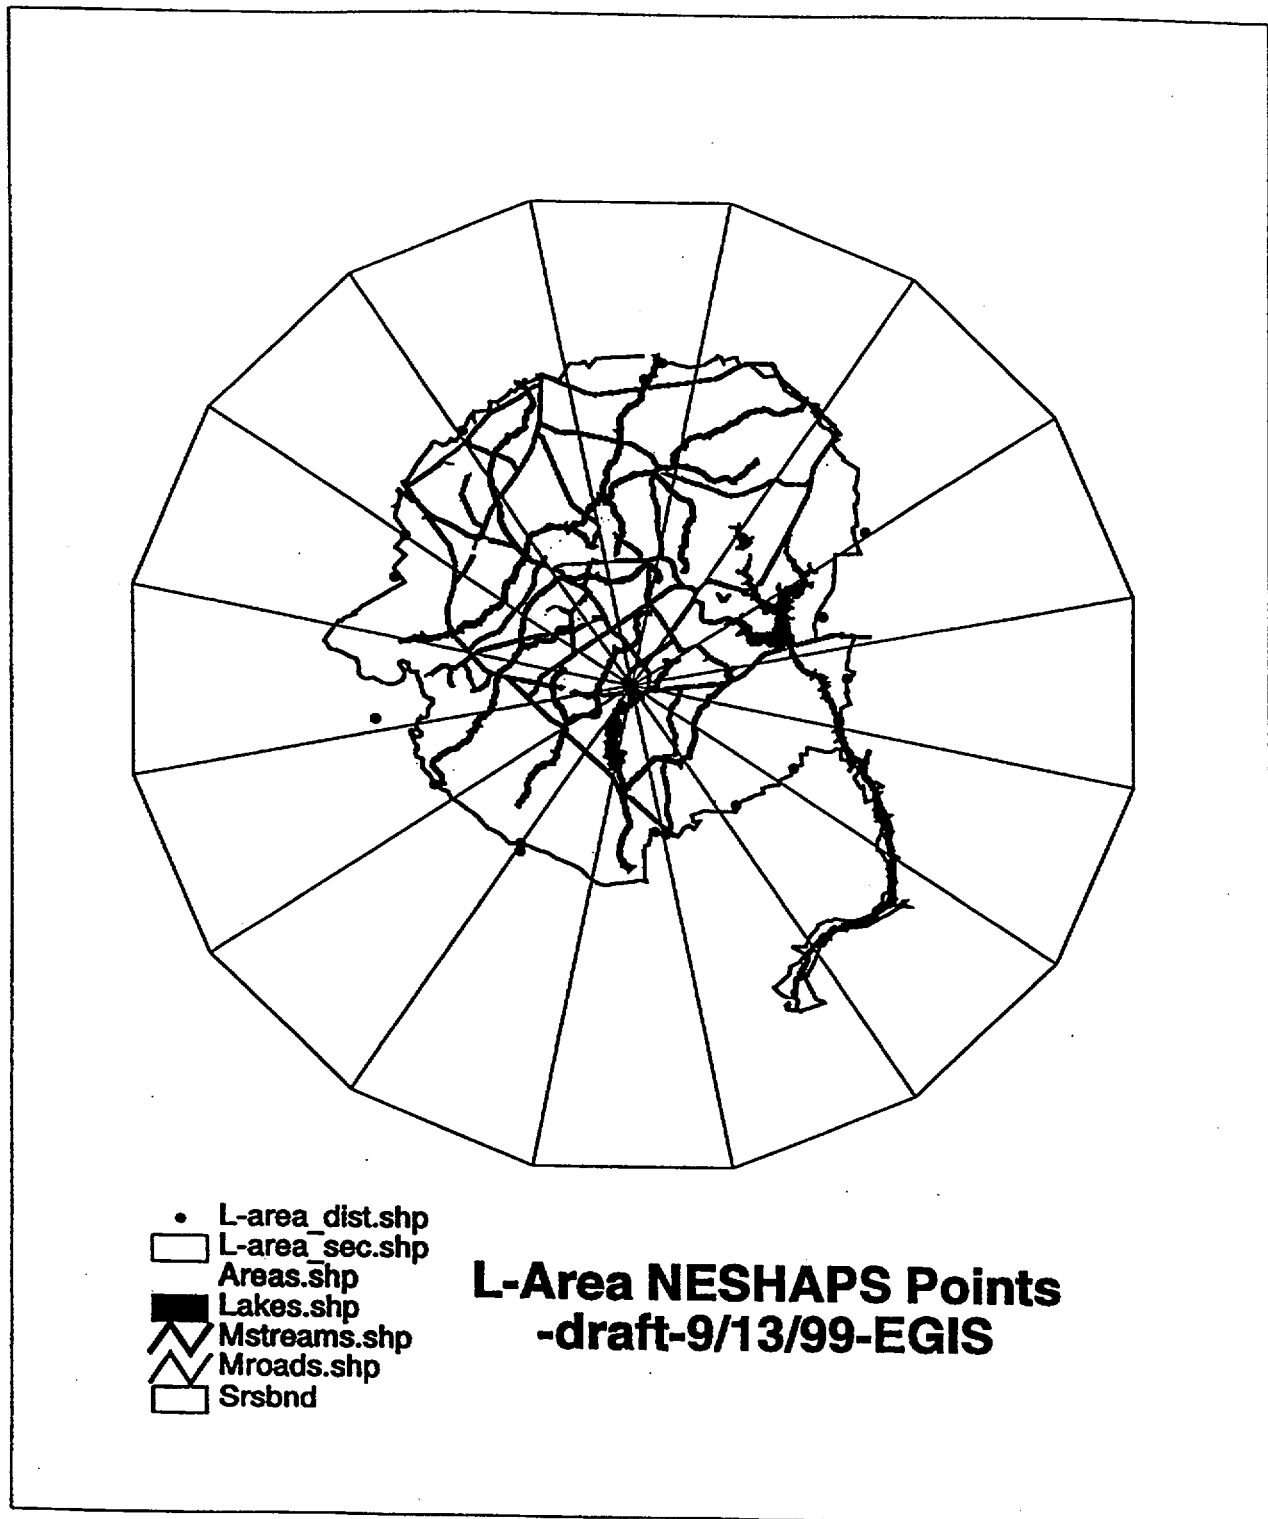 L-area_dist.shp
L-area_sec.shp
Areas.shp
Lakes.shp
Mstreams.shp
Mroads.shp
Srsbnd
L-Area NESHAPS Points
-draft-9/13/99-EGIS